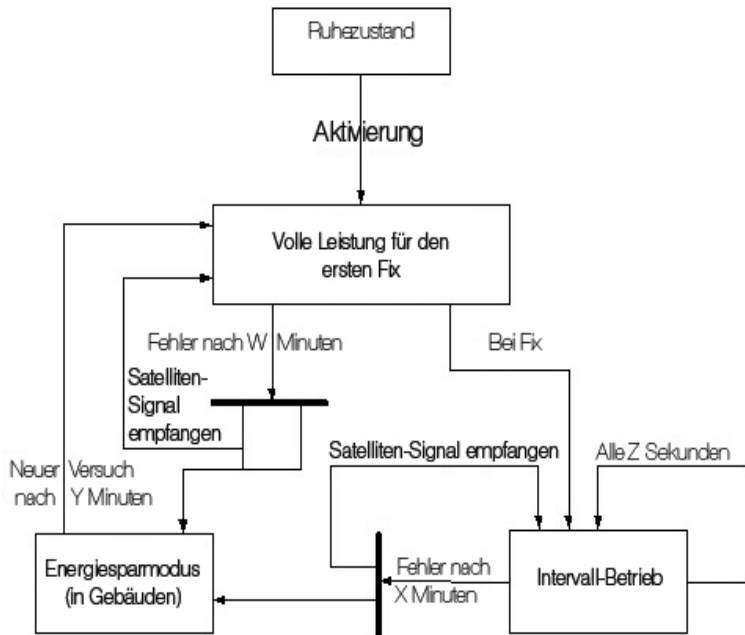 Ruhezustand
Aktivierung
Volle Leistung für den
ersten Fix
Fehler nach W Minuten
Bei Fix
Satelliten-
Signal
empfangen
Satelliten-Signal empfangen
Alle Z Sekunden
Neuer Versuch
nach Y Minuten
Energiesparmodus
(in Gebäuden)
Fehler nach
X Minuten
Intervall-Betrieb